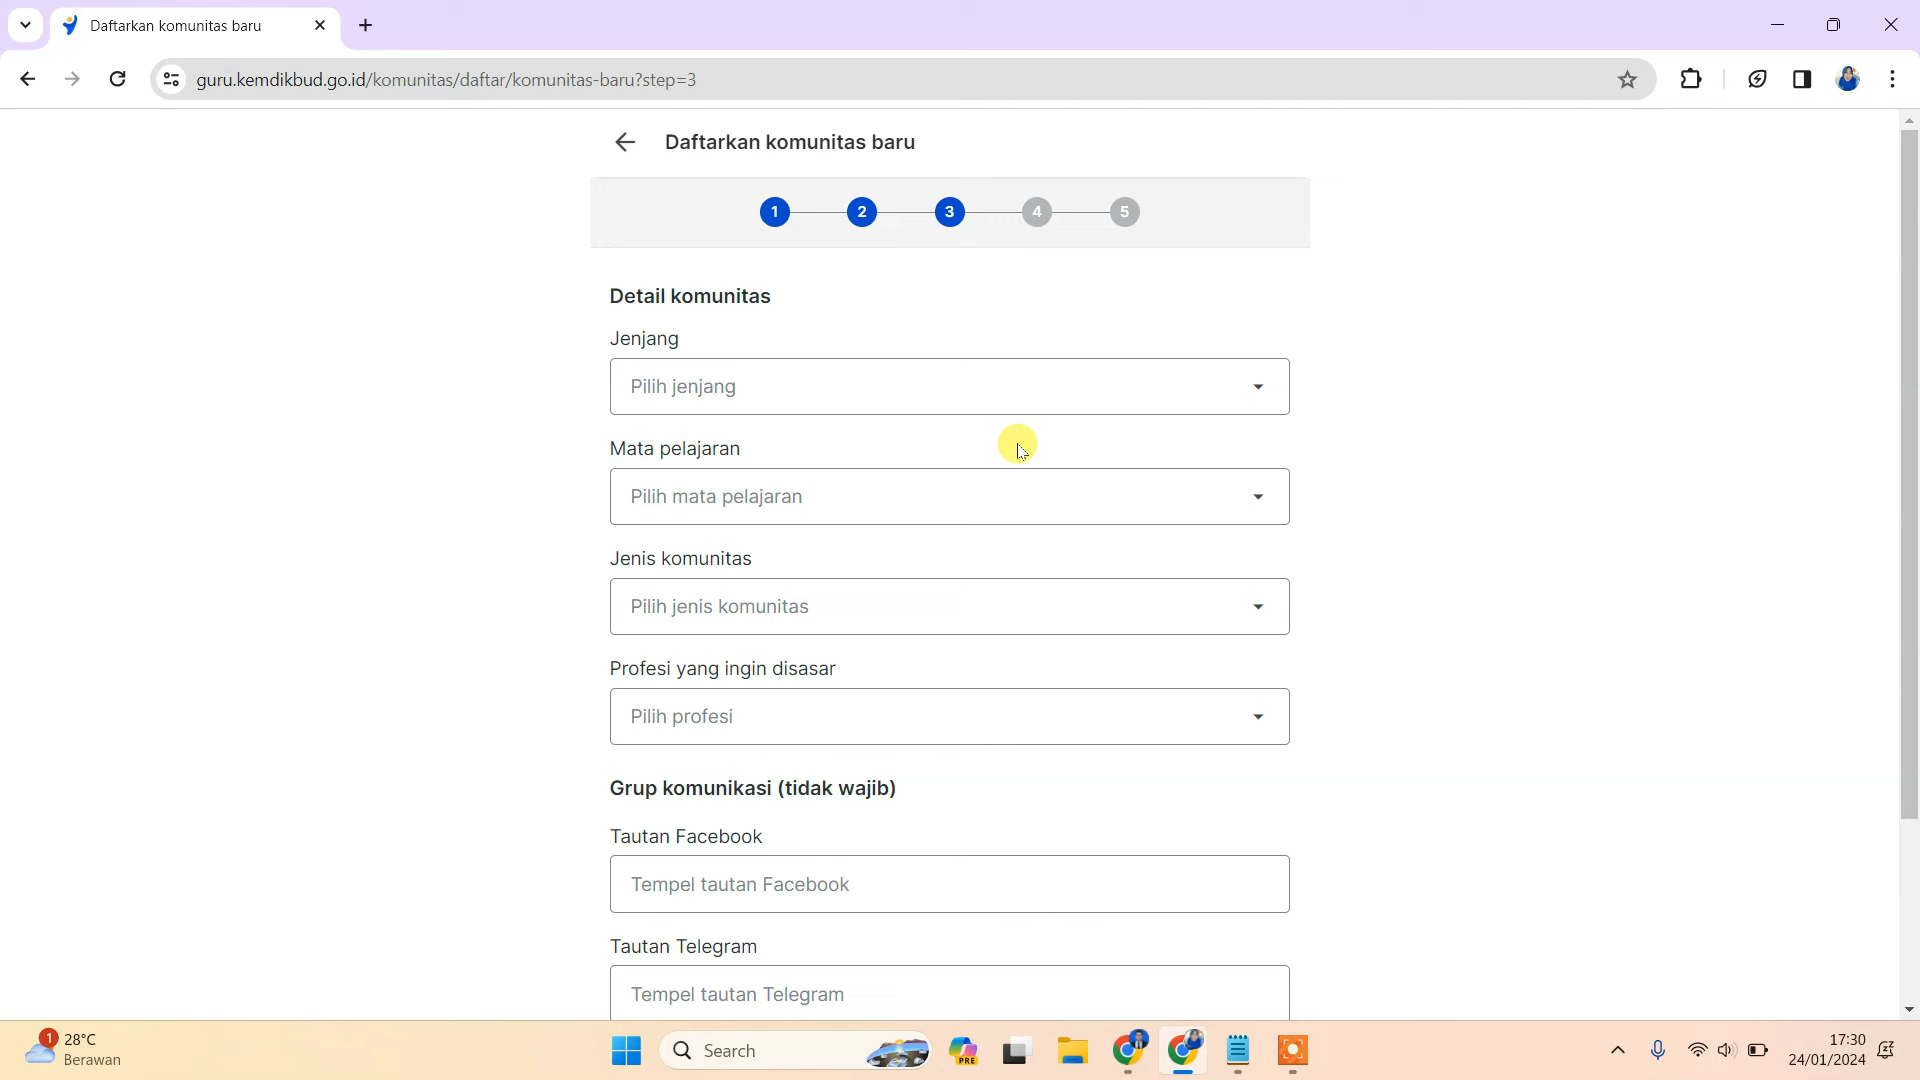 Daftarkan komunitas baru
guru.kemdikbud.go.id/komunitas/daftar/komunitas-baru?step=3
Daftarkan komunitas baru
1 2 3 4 5
Detail komunitas
Jenjang
Pilih jenjang
Mata pelajaran
Pilih mata pelajaran
Jenis komunitas
Pilih jenis komunitas
Profesi yang ingin disasar
Pilih profesi
Grup komunikasi (tidak wajib)
Tautan Facebook
Tempel tautan Facebook
Tautan Telegram
Tempel tautan Telegram
1
28°C
Berawan
Search
PRE
17:30
24/01/2024